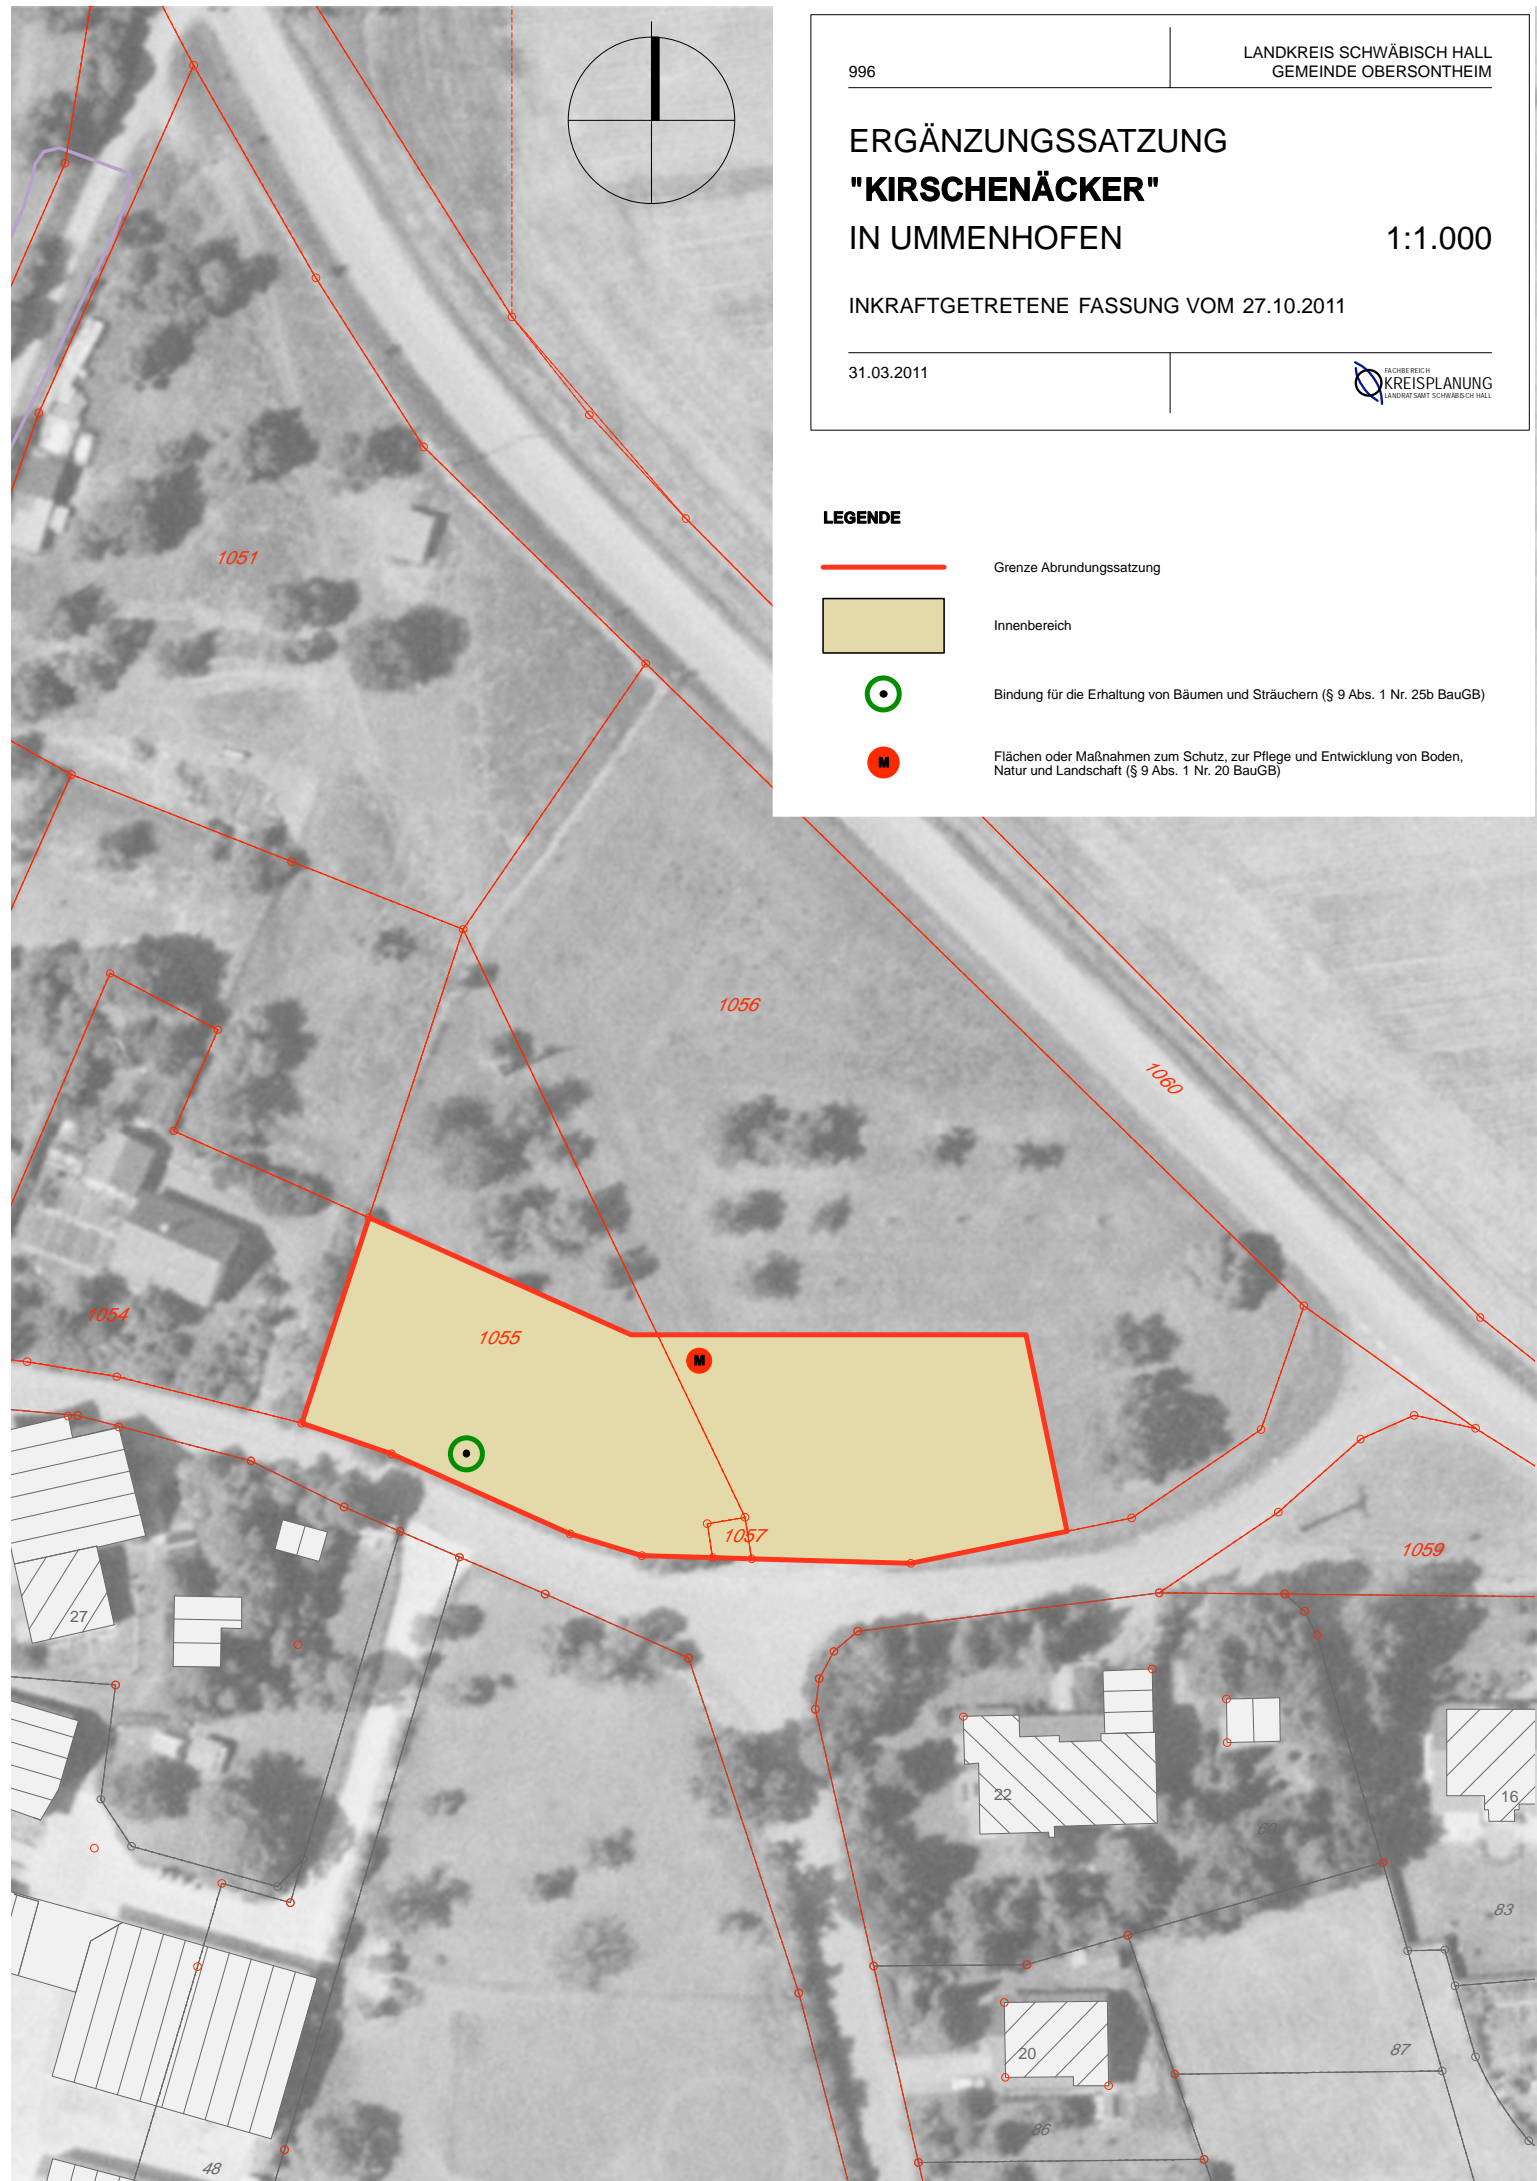 996
LANDKREIS SCHWÄBISCH HALL
GEMEINDE OBERSONTHEIM
ERGÄNZUNGSSATZUNG
"KIRSCHENÄCKER"
IN UMMENHOFEN 1:1.000
INKRAFTGETRETENE FASSUNG VOM 27.10.2011
31.03.2011
FACHBEREICH
KREISPLANUNG
LANDRATSAMT SCHWÄBISCH HALL
LEGENDE
Grenze Abrundungssatzung
Innenbereich
Bindung für die Erhaltung von Bäumen und Sträuchern (§ 9 Abs. 1 Nr. 25b BauGB)
M
Flächen oder Maßnahmen zum Schutz, zur Pflege und Entwicklung von Boden,
Natur und Landschaft (§ 9 Abs. 1 Nr. 20 BauGB)
1051
1056
1060
1054
1055
M
1057
1059
27
22
16
83
20
87
86
48